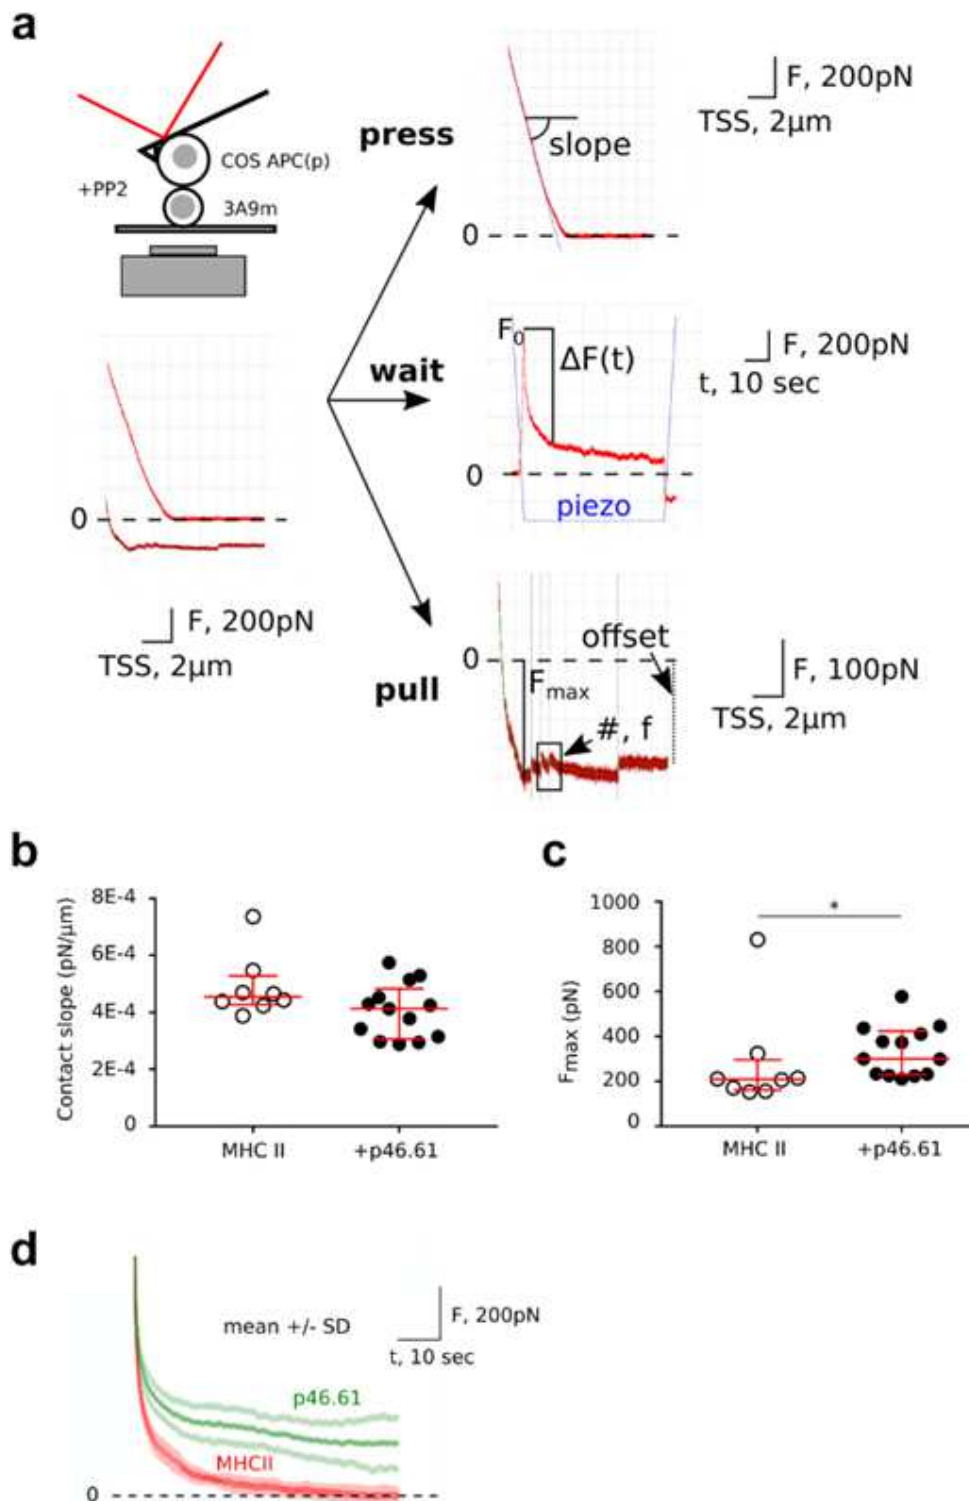 a
COS APC(p)
+PP2
3A9m
press
slope
0
F, 200pN
TSS, 2μm
wait
F0
ΔF(t)
0
piezo
F, 200pN
t, 10 sec
0
F, 200pN
TSS, 2μm
pull
0
offset
Fmax
#, f
F, 100pN
TSS, 2μm
b
Contact slope (pN/μm)
8E-4
6E-4
4E-4
2E-4
0
MHC II
+p46.61
c
Fmax (pN)
1000
800
600
400
200
0
*
MHC II
+p46.61
d
mean +/- SD
F, 200pN
t, 10 sec
p46.61
MHCII
0